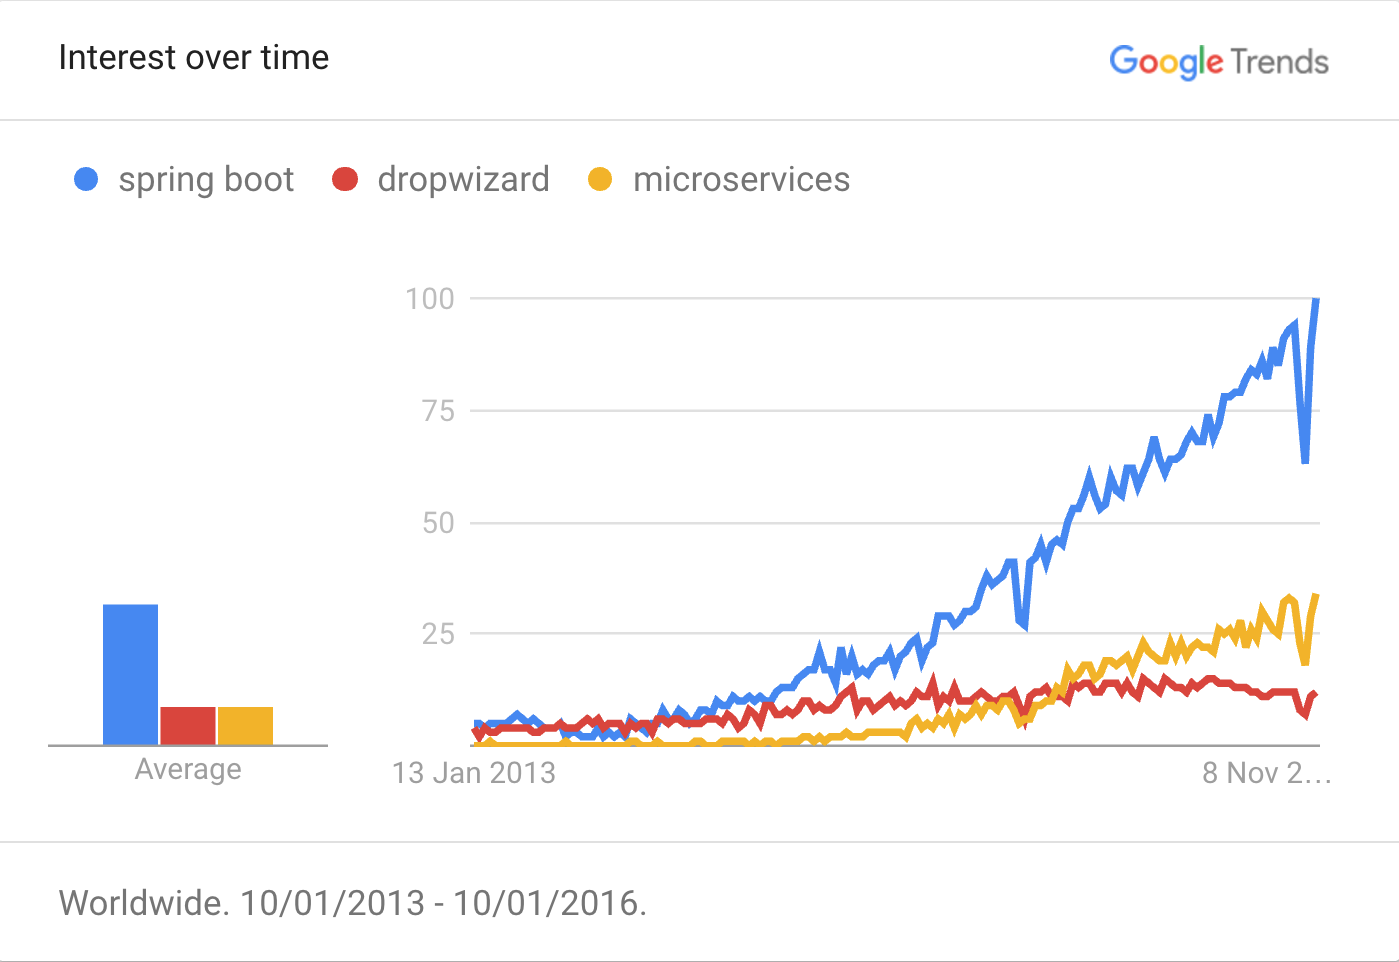 Interest over time
Google Trends
spring boot
dropwizard
microservices
100
75
50
25
Average
13 Jan 2013
8 Nov 2...
Worldwide. 10/01/2013 - 10/01/2016.